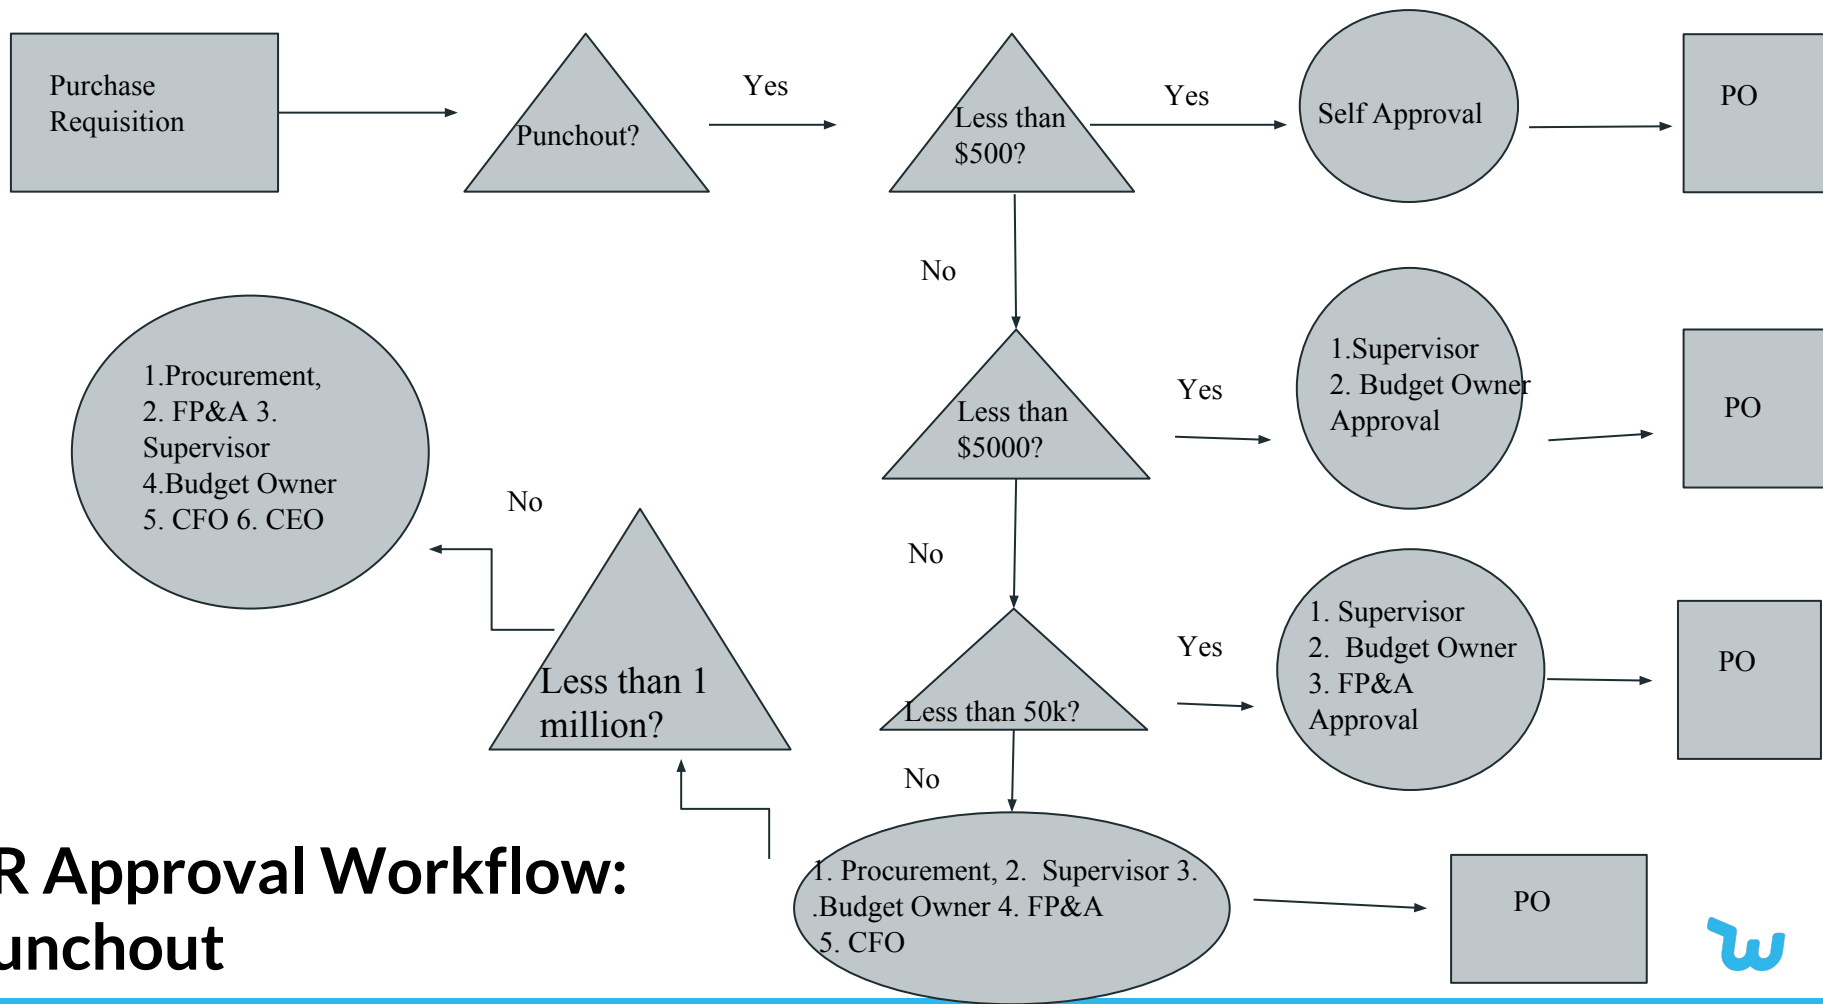 Purchase
Requisition
Punchout?
Yes
Less than
$500?
Yes
Self Approval
PO
No
1.Procurement,
2. FP&A 3.
Supervisor
4.Budget Owner
5. CFO 6. CEO
No
Less than
$5000?
Yes
1.Supervisor
2. Budget Owner
Approval
PO
No
Less than 1
million?
Less than 50k?
Yes
1. Supervisor
2. Budget Owner
3. FP&A
Approval
PO
No
1. Procurement, 2. Supervisor 3.
.Budget Owner 4. FP&A
5. CFO
PO
R Approval Workflow:
unchout